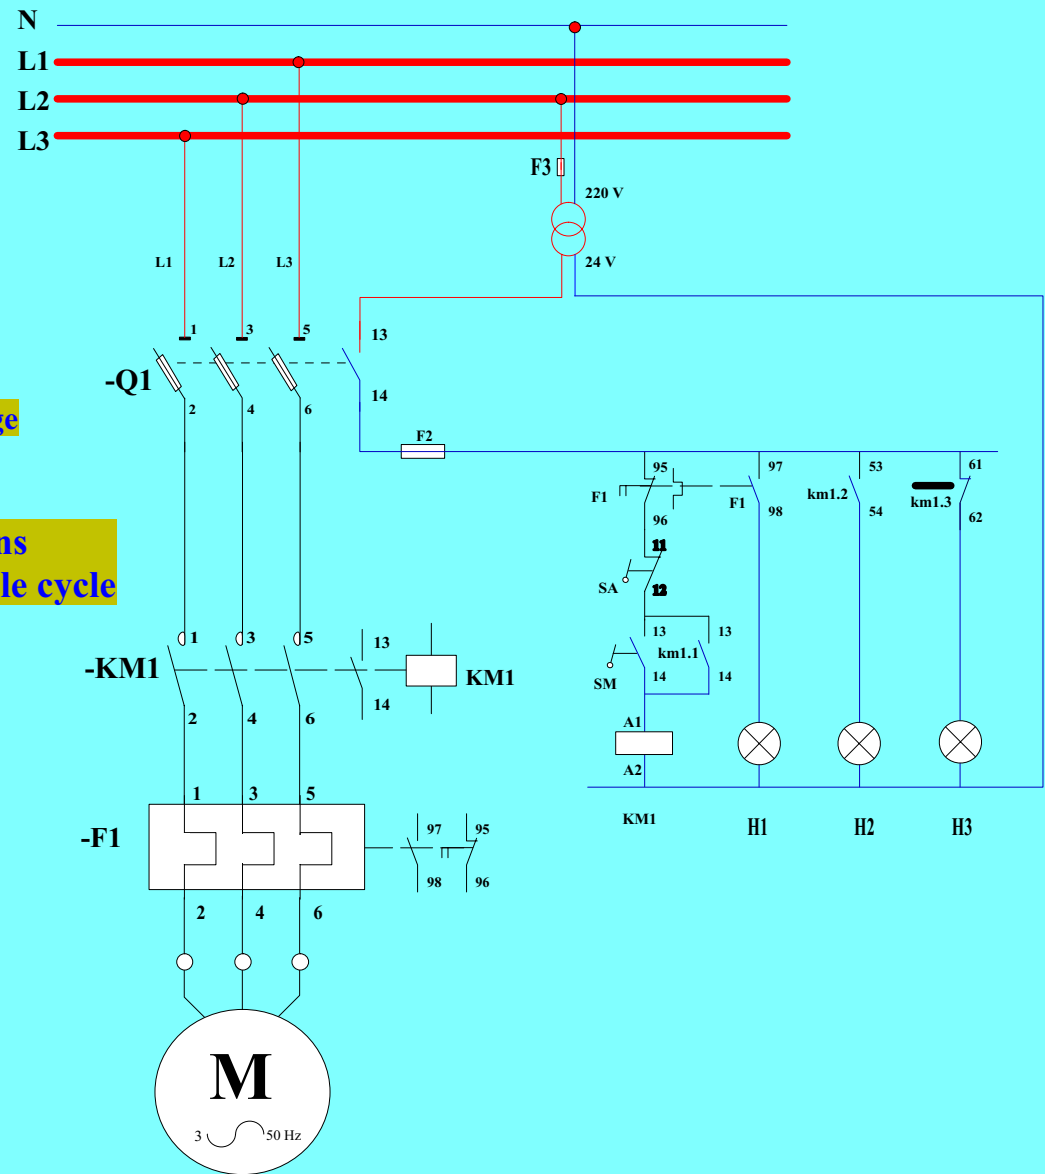 N
L1
L2
L3
F3
220 V
24 V
L1 L2 L3
1 3 5 13
-Q1
2 4 6 14
ge
F2
95 97 53 61
F1 F1 km1.2 km1.3
96 98 54 62
ns
le cycle
11
SA
12
13 13
km1.1
SM 14 14
-KM1 1 3 5 13
KM1
2 4 6 14
A1
A2
KM1 H1 H2 H3
1 3 5
-F1 97 95
98 96
2 4 6
M
3 50 Hz